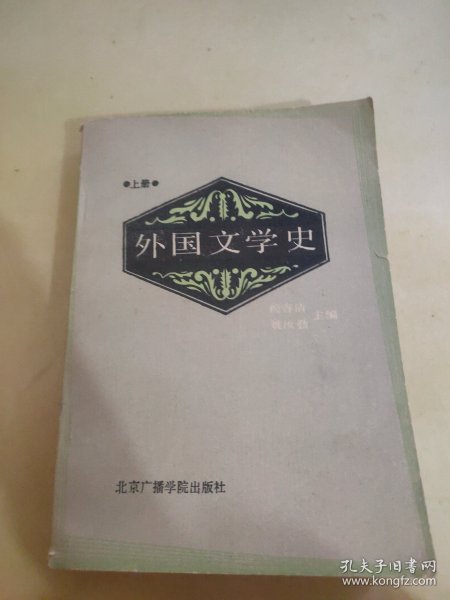 ●上册●
外国文学史
主编
北京广播学院出版社
孔夫子旧书网
www.kongfz.com